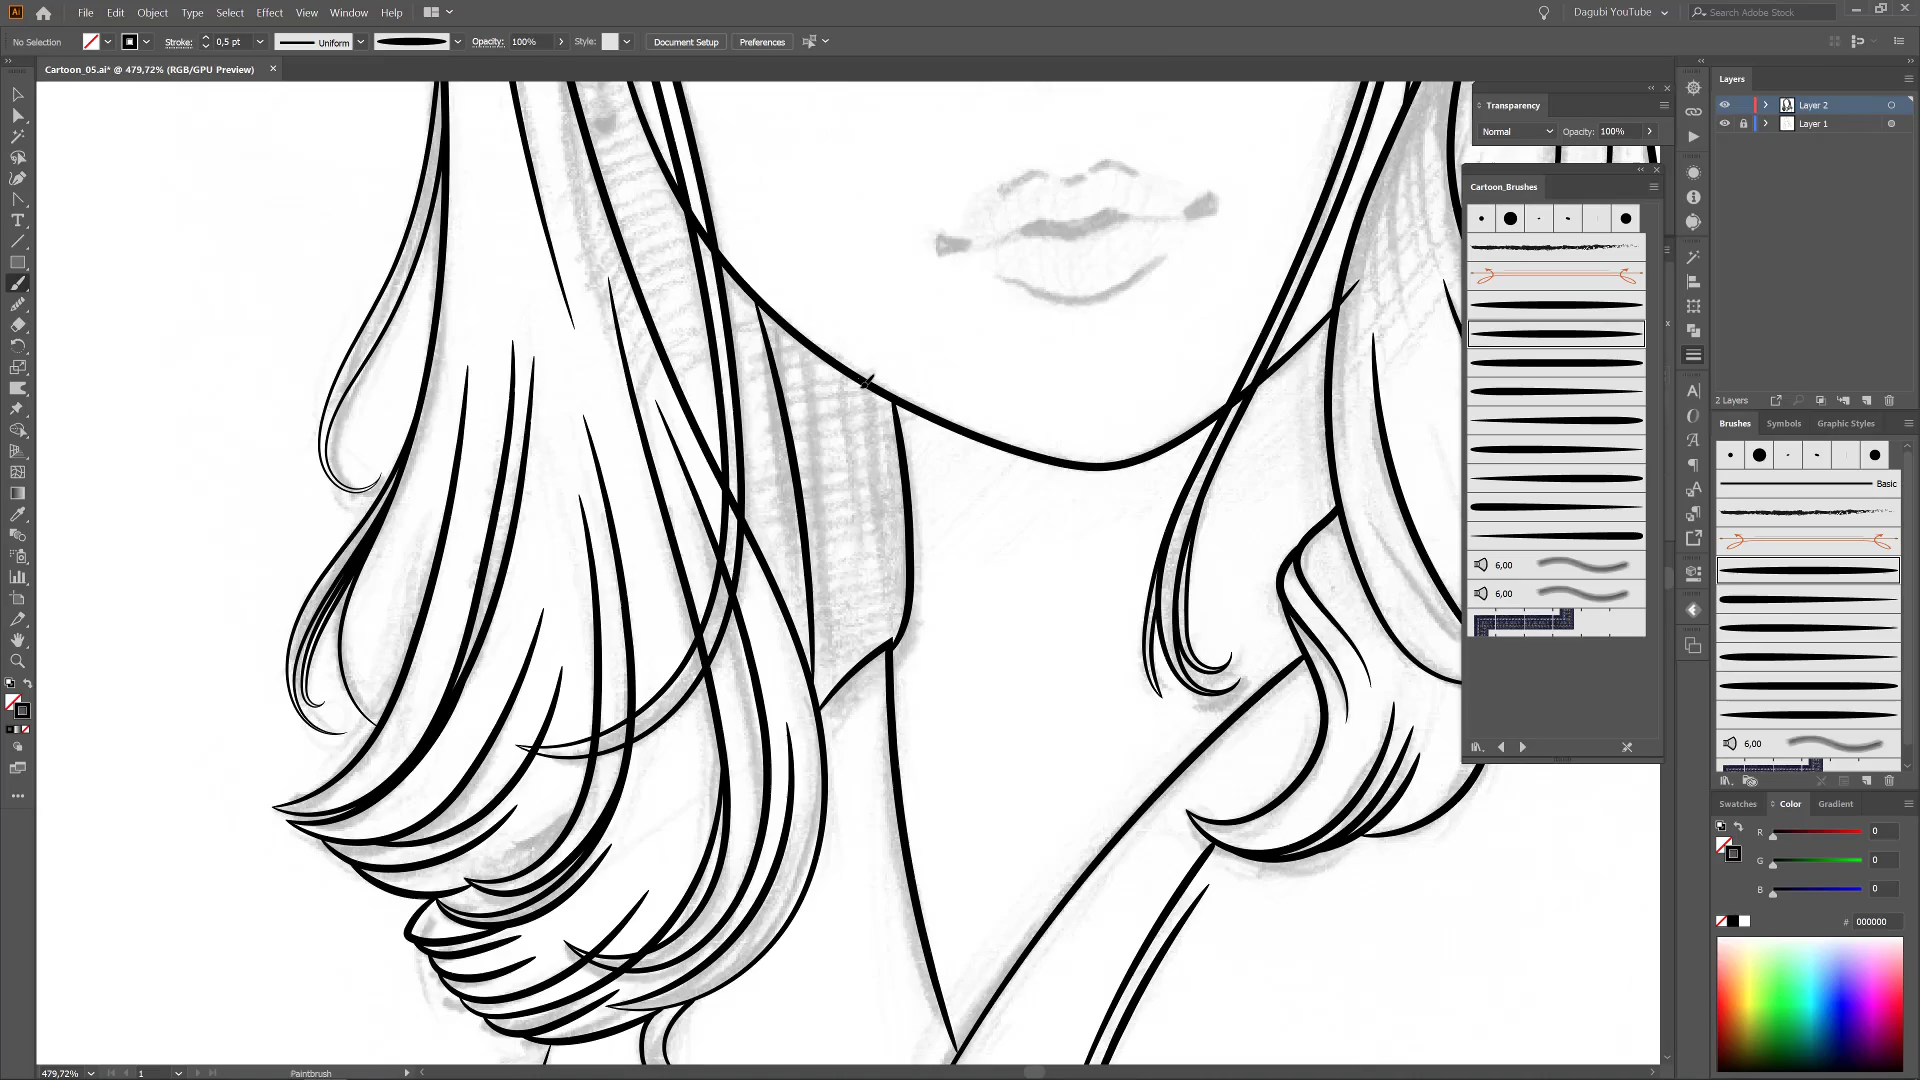 Ai File Edit Object Type Select Effect View Window Help Dagubi YouTube Search Adobe Stock
No Selection Stroke: 0,5 pt Uniform Opacity: 100% Style: Document Setup Preferences
Cartoon_05.ai* @ 479,72% (RGB/GPU Preview)
Transparency
Normal Opacity: 100%
Cartoon_Brushes
6,00
6,00
Layers
Layer 2
Layer 1
2 Layers
Brushes Symbols Graphic Styles
Basic
6,00
Swatches Color Gradient
R 0
G 0
B 0
# 000000
479,72% 1 Paintbrush